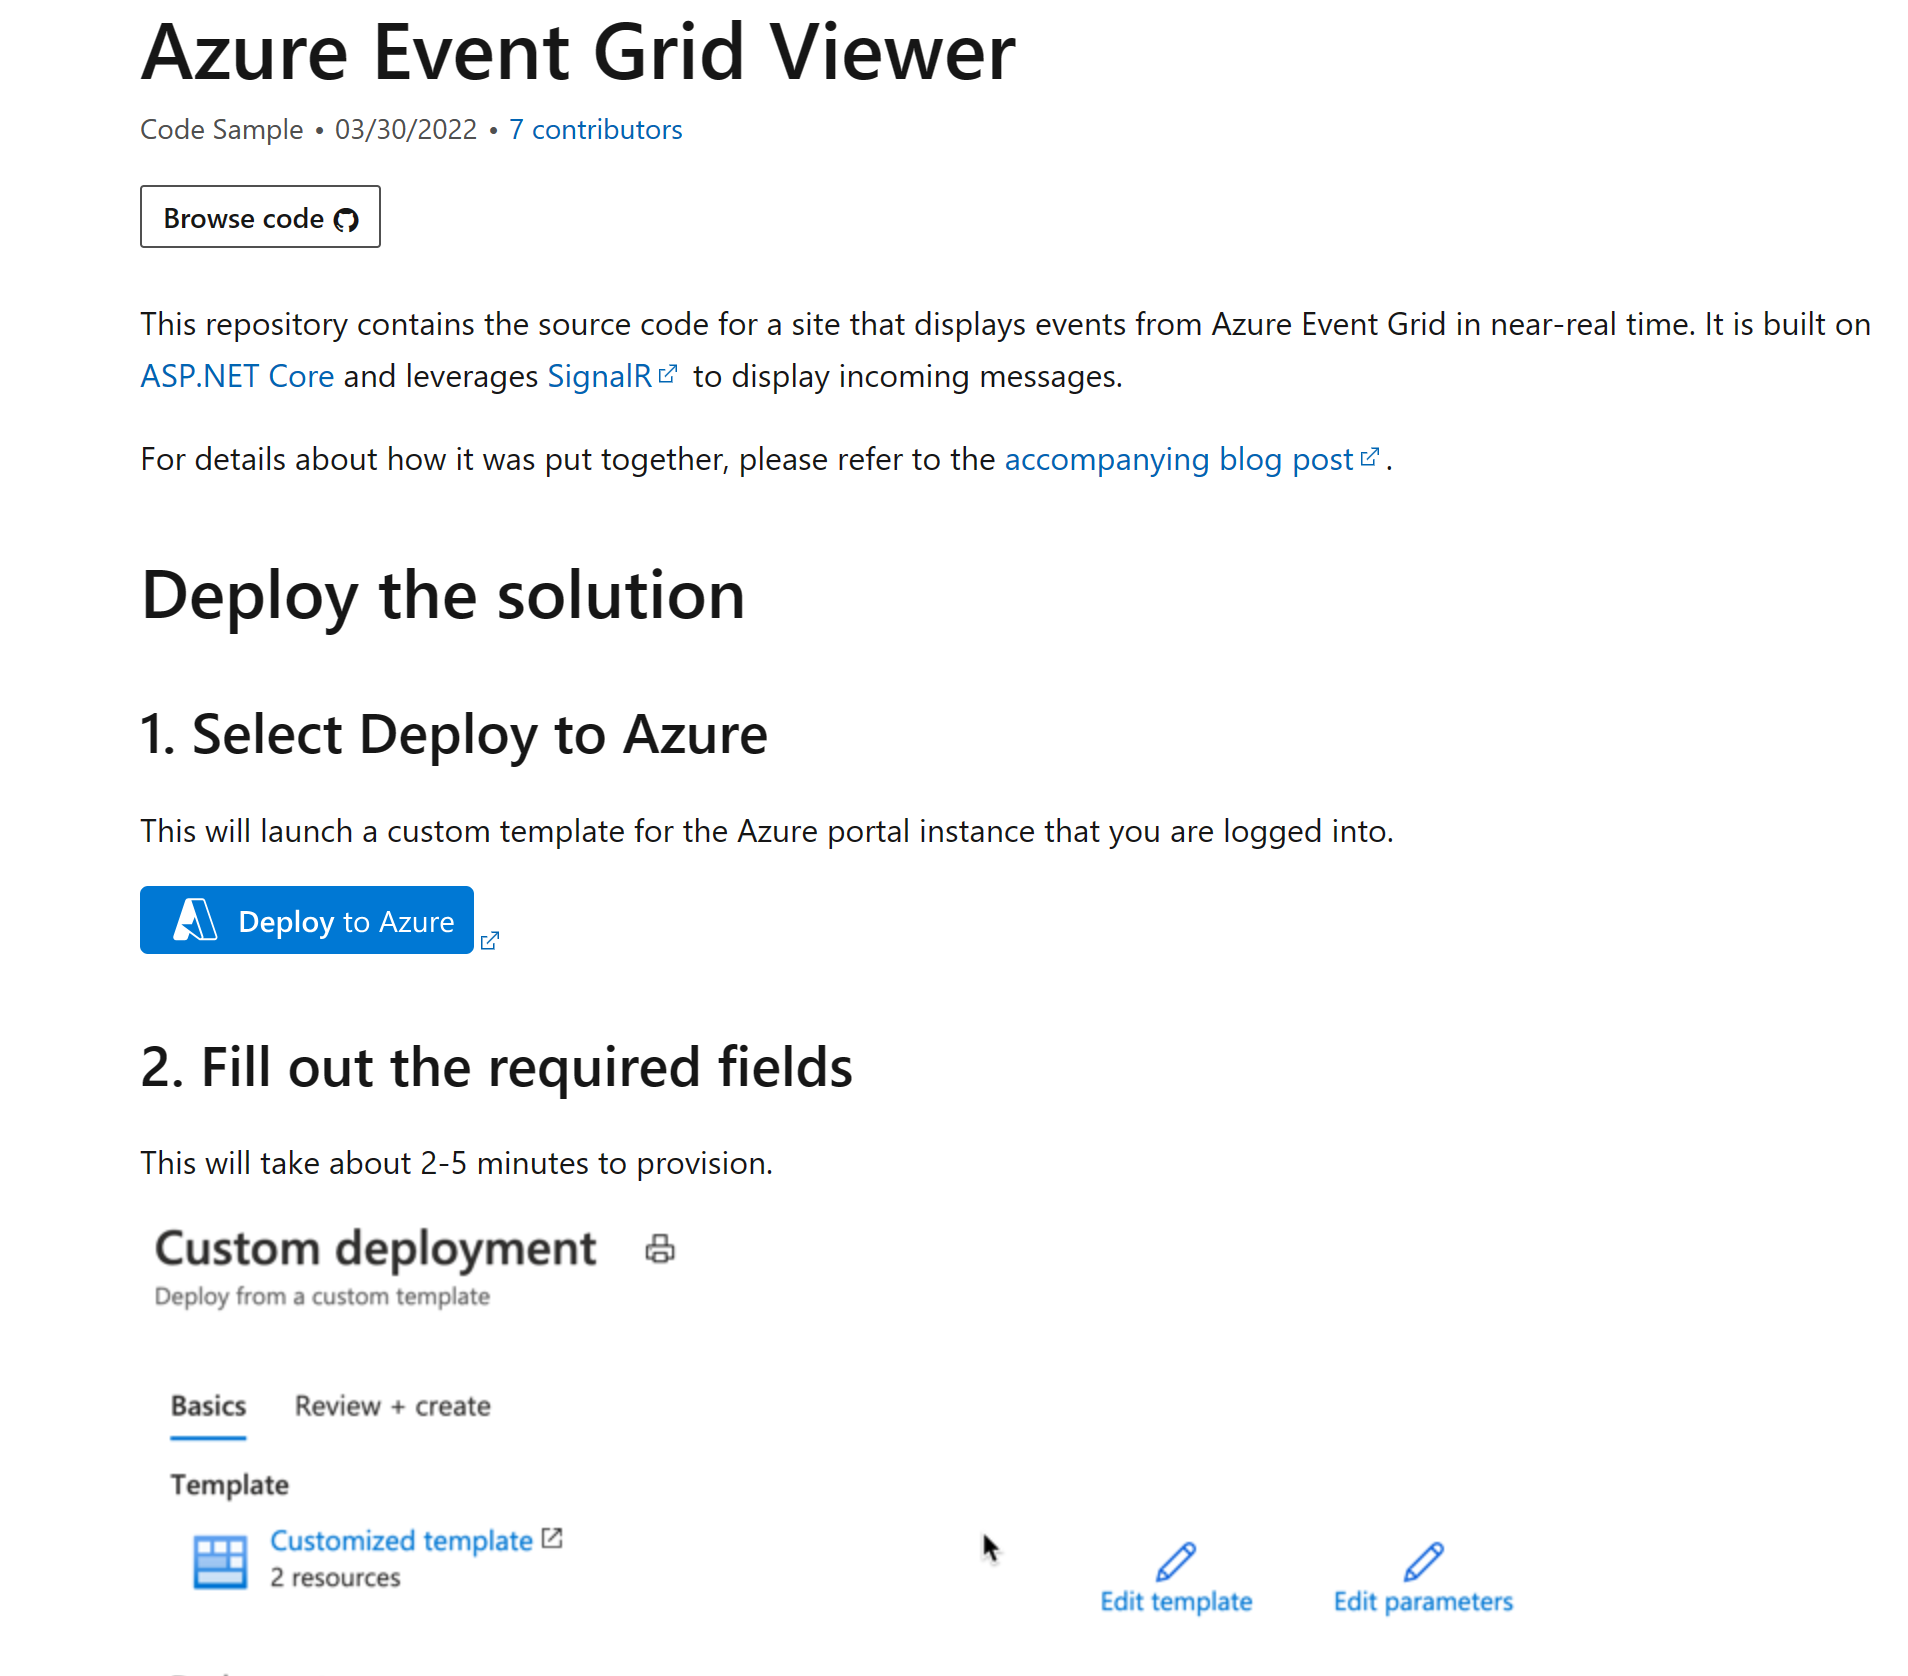 Azure Event Grid Viewer
Code Sample • 03/30/2022 • 7 contributors
Browse code
This repository contains the source code for a site that displays events from Azure Event Grid in near-real time. It is built on
ASP.NET Core and leverages SignalR to display incoming messages.
For details about how it was put together, please refer to the accompanying blog post.
Deploy the solution
1. Select Deploy to Azure
This will launch a custom template for the Azure portal instance that you are logged into.
Deploy to Azure
2. Fill out the required fields
This will take about 2-5 minutes to provision.
Custom deployment
Deploy from a custom template
Basics Review + create
Template
Customized template
2 resources
Edit template Edit parameters